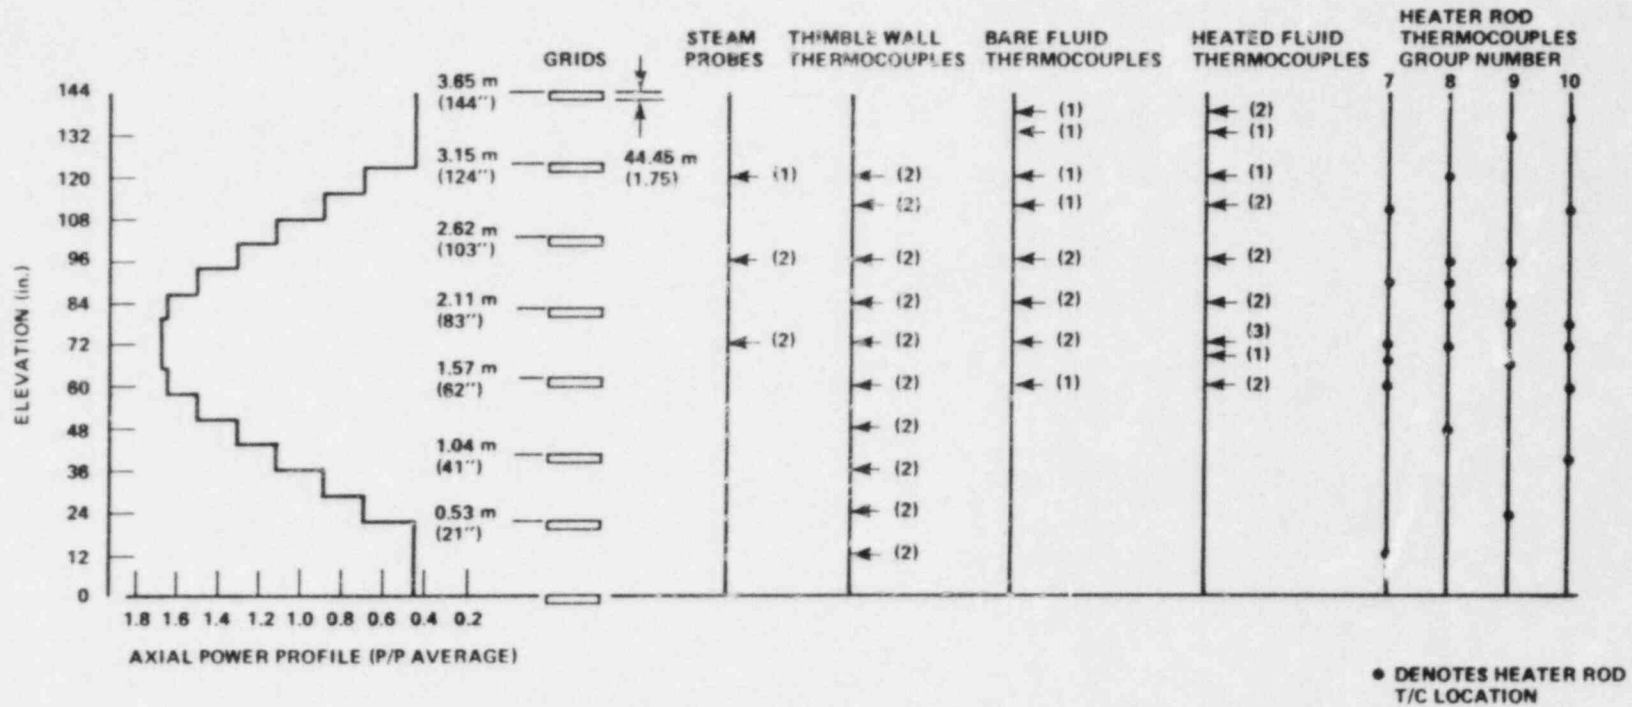 GRIDS
STEAM
PROBES
THIMBLE WALL
THERMOCOUPLES
BARE FLUID
THERMOCOUPLES
HEATED FLUID
THERMOCOUPLES
HEATER ROD
THERMOCOUPLES
GROUP NUMBER
7 8 9 10
ELEVATION (in.)
144
132
120
108
96
84
72
60
48
36
24
12
0
1.8 1.6 1.4 1.2 1.0 0.8 0.6 0.4 0.2
AXIAL POWER PROFILE (P/P AVERAGE)
3.65 m
(144")
3.15 m
(124")
2.62 m
(103")
2.11 m
(83")
1.57 m
(62")
1.04 m
(41")
0.53 m
(21")
44.45 m
(1.75)
(1)
(2)
(2)
(2)
(2)
(2)
(2)
(2)
(2)
(2)
(2)
(2)
(2)
(1)
(1)
(1)
(1)
(2)
(2)
(2)
(1)
(2)
(1)
(1)
(2)
(2)
(2)
(3)
(1)
(2)
● DENOTES HEATER ROD
T/C LOCATION